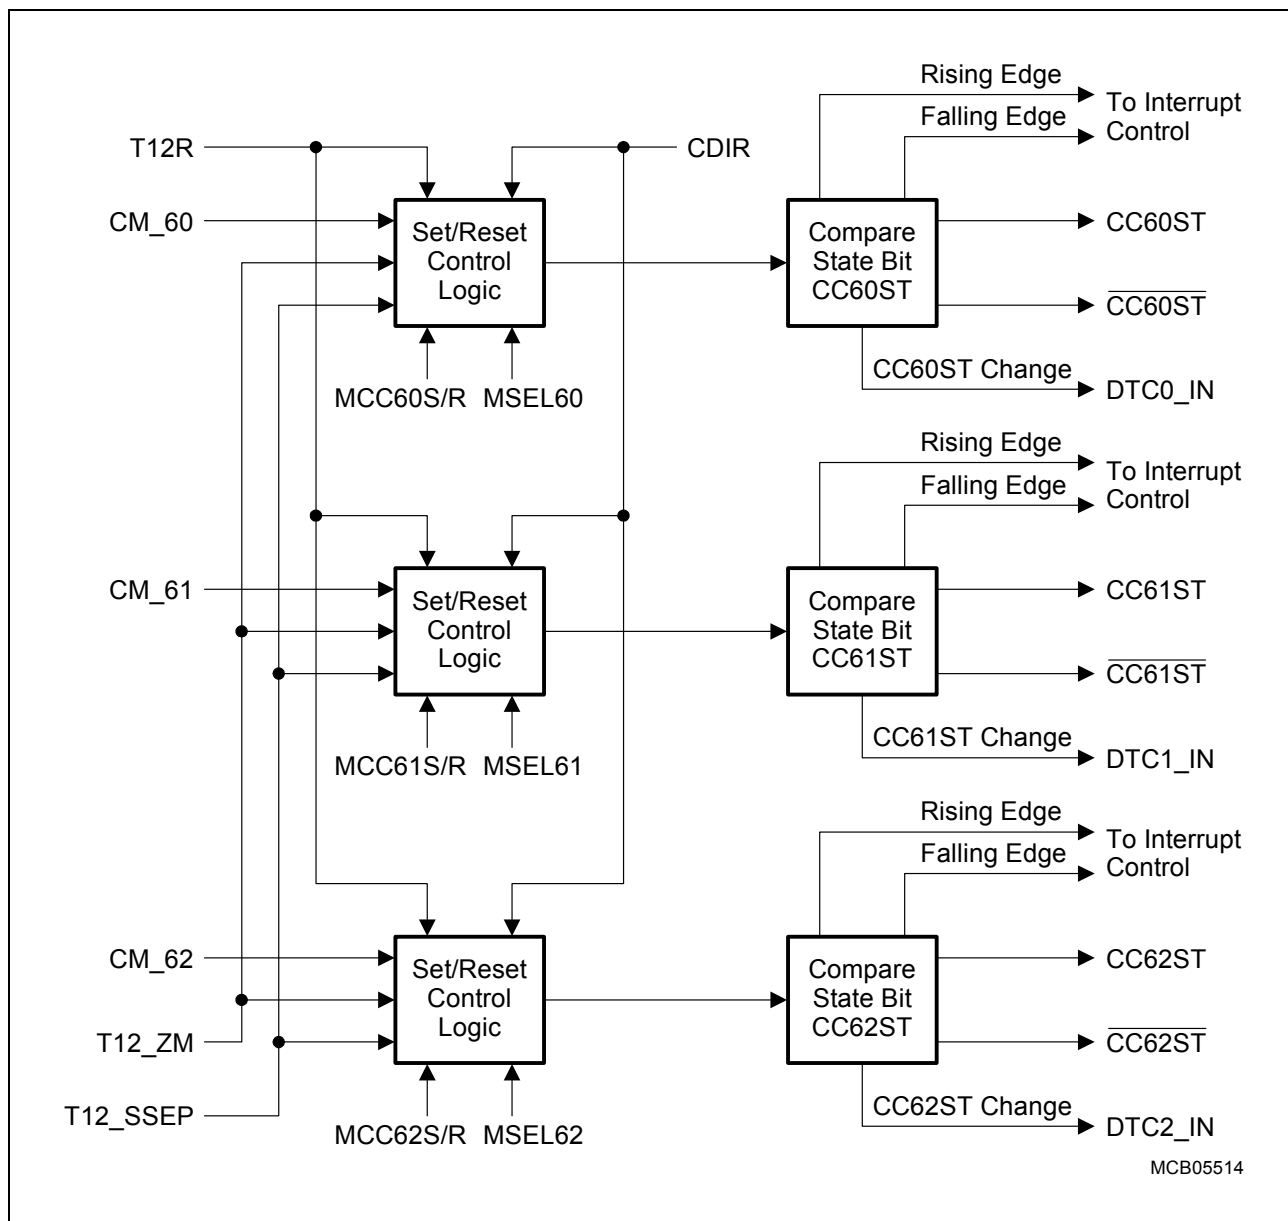 Rising Edge
To Interrupt
Control
Falling Edge
T12R
CDIR
CM_60
Set/Reset
Control
Logic
Compare
State Bit
CC60ST
CC60ST
CC60ST
CC60ST Change
DTC0_IN
MCC60S/R
MSEL60
Rising Edge
To Interrupt
Control
Falling Edge
CM_61
Set/Reset
Control
Logic
Compare
State Bit
CC61ST
CC61ST
CC61ST
CC61ST Change
DTC1_IN
MCC61S/R
MSEL61
Rising Edge
To Interrupt
Control
Falling Edge
CM_62
Set/Reset
Control
Logic
Compare
State Bit
CC62ST
CC62ST
CC62ST
T12_ZM
T12_SSEP
CC62ST Change
DTC2_IN
MCC62S/R
MSEL62
MCB05514